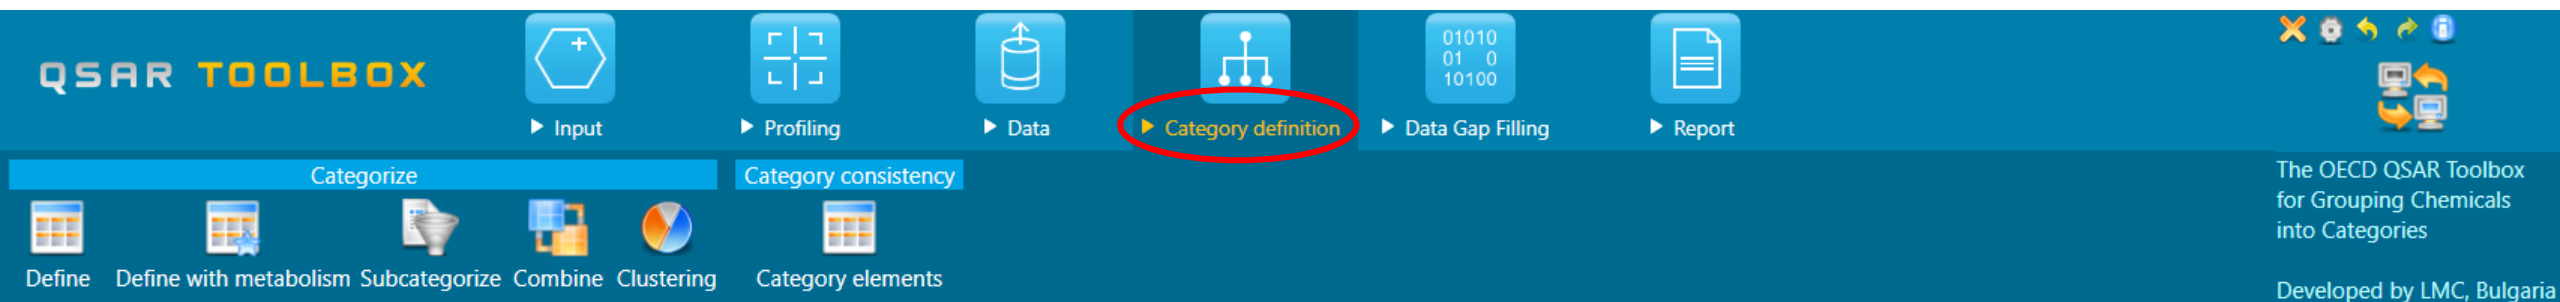 QSAR TOOLBOX
01010
01 0
10100
Input
Profiling
Data
Category definition
Data Gap Filling
Report
Categorize
Category consistency
Define
Define with metabolism
Subcategorize
Combine
Clustering
Category elements
The OECD QSAR Toolbox
for Grouping Chemicals
into Categories
Developed by LMC, Bulgaria